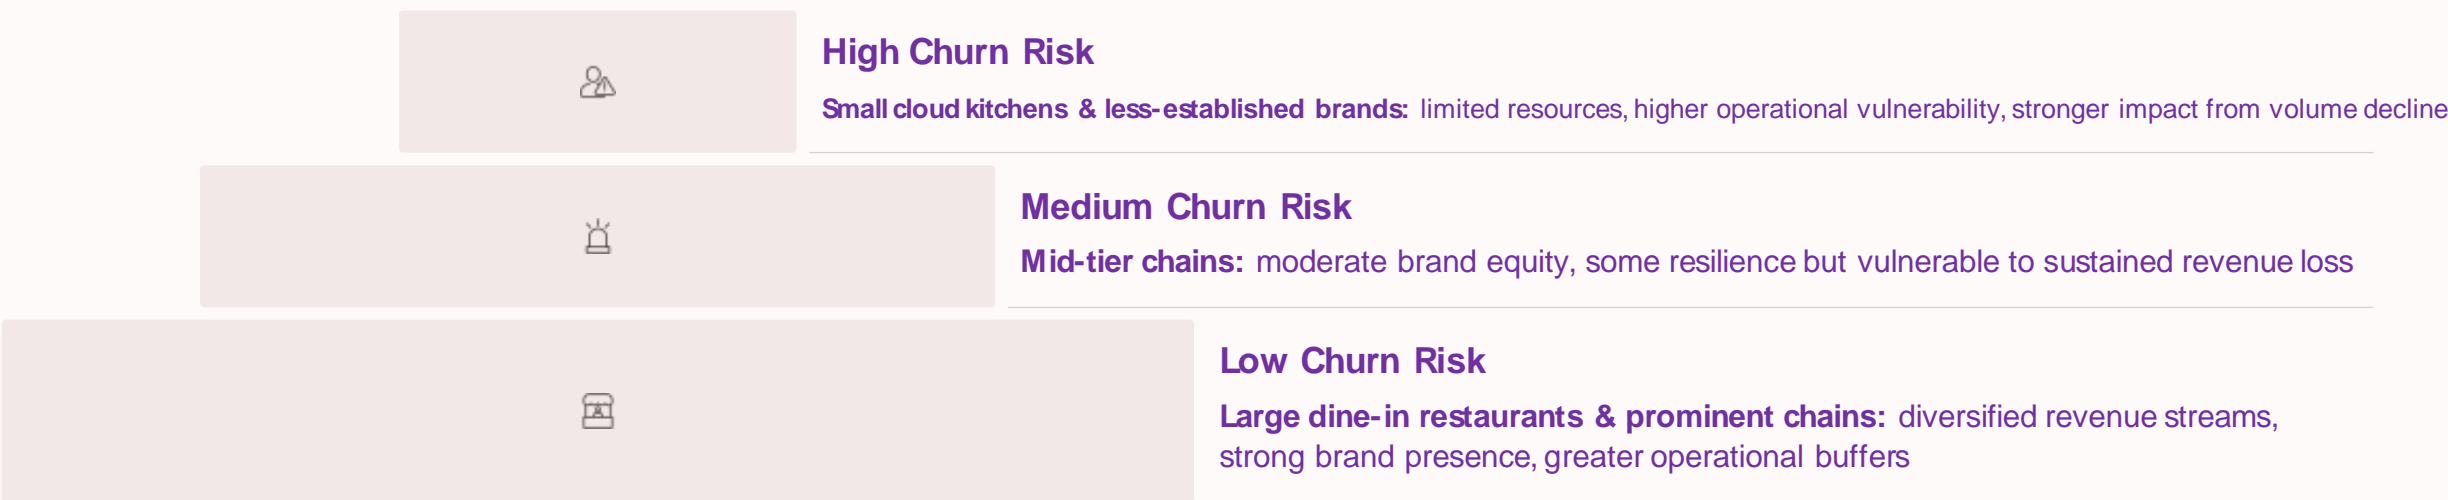 High Churn Risk
Small cloud kitchens & less-established brands: limited resources, higher operational vulnerability, stronger impact from volume decline
Medium Churn Risk
Mid-tier chains: moderate brand equity, some resilience but vulnerable to sustained revenue loss
Low Churn Risk
Large dine-in restaurants & prominent chains: diversified revenue streams,
strong brand presence, greater operational buffers